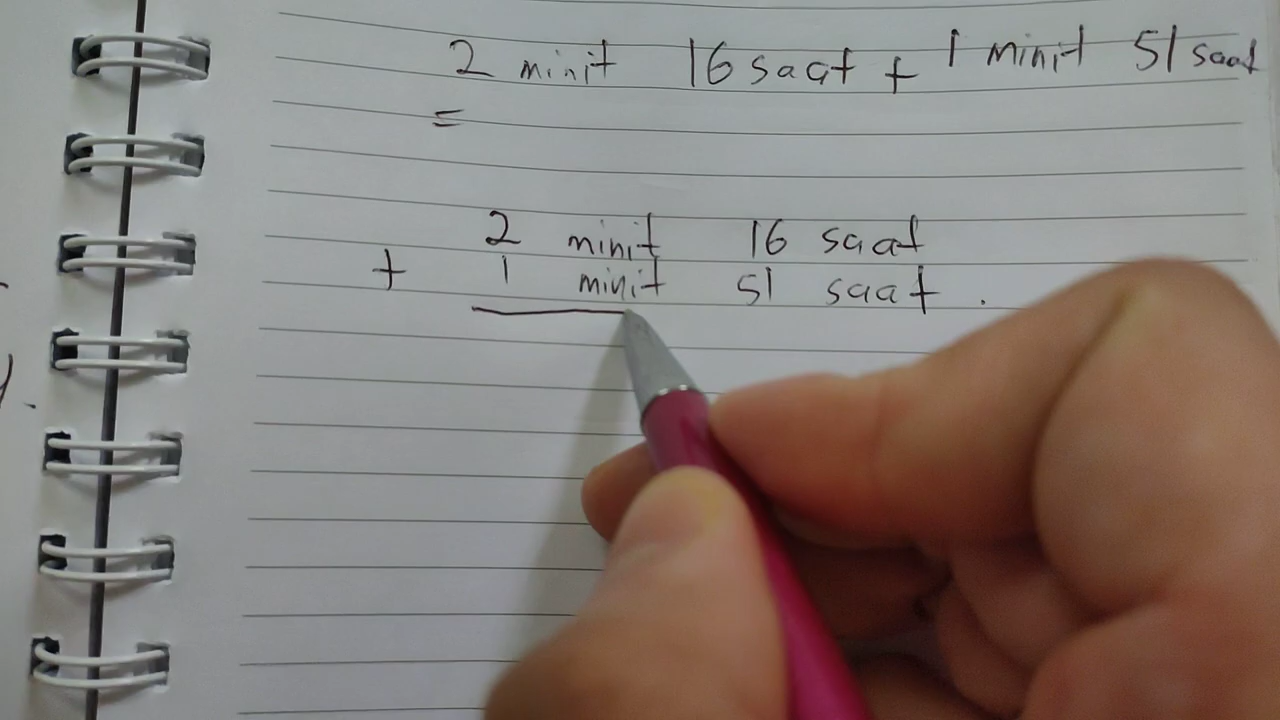 2 minit 16 saat + 1 minit 51 saat
=
2 minit 16 saat
+ 1 minit 51 saat.